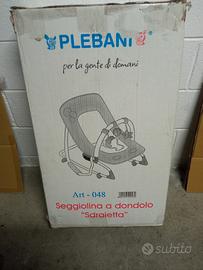 PLEBANI
per la gente di domani
Art - 048
Seggiolina a dondolo
"Sdraietta"
subito